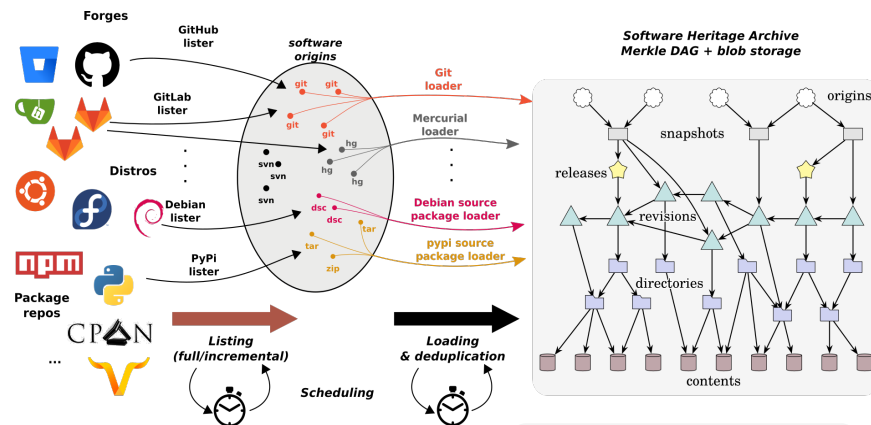 Forges
GitHub
lister
software
origins
Git
loader
Software Heritage Archive
Merkle DAG + blob storage
git
git
git
git
GitLab
lister
Mercurial
loader
origins
snapshots
hg
hg
hg
svn
svn
svn
Distros
releases
Debian
lister
dsc
dsc
Debian source
package loader
revisions
tar
tar
zip
pypi source
package loader
npm
PyPi
lister
directories
Package
repos
CPAN
...
Listing
(full/incremental)
Loading
& deduplication
Scheduling
contents